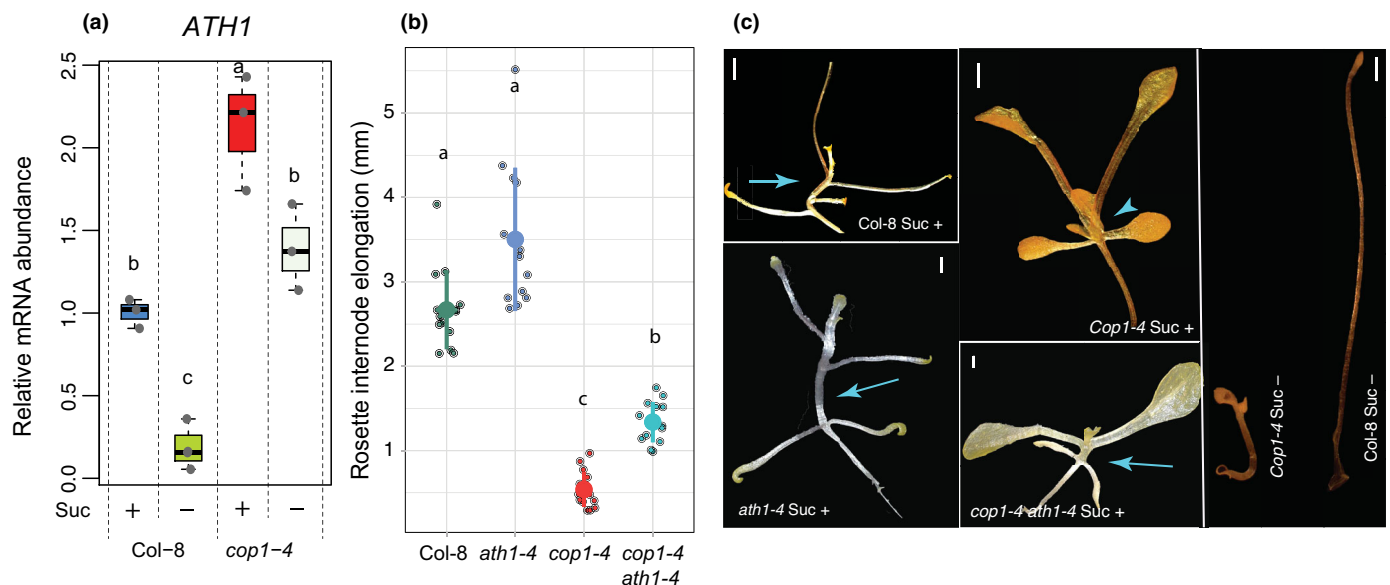 (a)
ATH1
Relative mRNA abundance
2.5
2.0
1.5
1.0
0.5
0.0
b
c
a
b
Suc
+
−
+
−
Col−8
cop1−4
(b)
Rosette internode elongation (mm)
5
4
3
2
1
a
a
c
b
Col-8
ath1-4
cop1-4
cop1-4
ath1-4
(c)
Col-8 Suc +
Cop1-4 Suc +
ath1-4 Suc +
cop1-4 ath1-4 Suc +
Cop1-4 Suc –
Col-8 Suc –